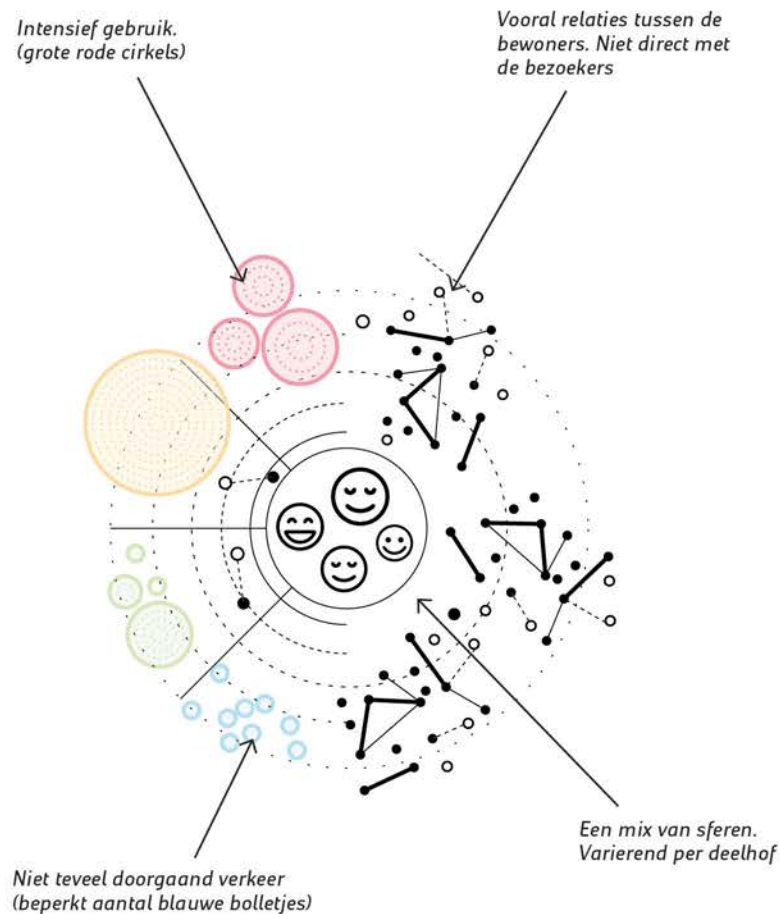 Intensief gebruik.
(grote rode cirkels)
Vooral relaties tussen de
bewoners. Niet direct met
de bezoekers
Een mix van sferen.
Varierend per deelhof
Niet teveel doorgaand verkeer
(beperkt aantal blauwe bolletjes)